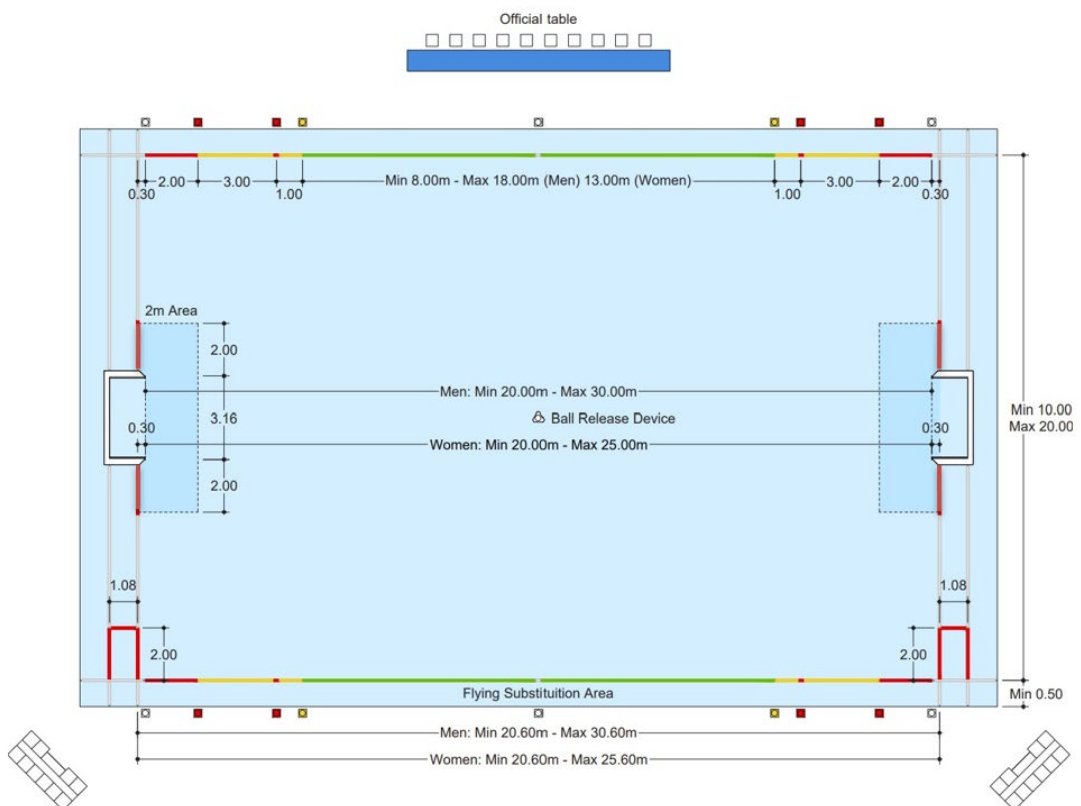 Official table
2.00
3.00
Min 8.00m - Max 18.00m (Men) 13.00m (Women)
3.00
2.00
0.30
1.00
1.00
0.30
2m Area
2.00
Men: Min 20.00m - Max 30.00m
3.16
Ball Release Device
Min 10.00
Max 20.00
0.30
0.30
Women: Min 20.00m - Max 25.00m
2.00
1.08
1.08
2.00
2.00
Flying Substituition Area
Min 0.50
Men: Min 20.60m - Max 30.60m
Women: Min 20.60m - Max 25.60m